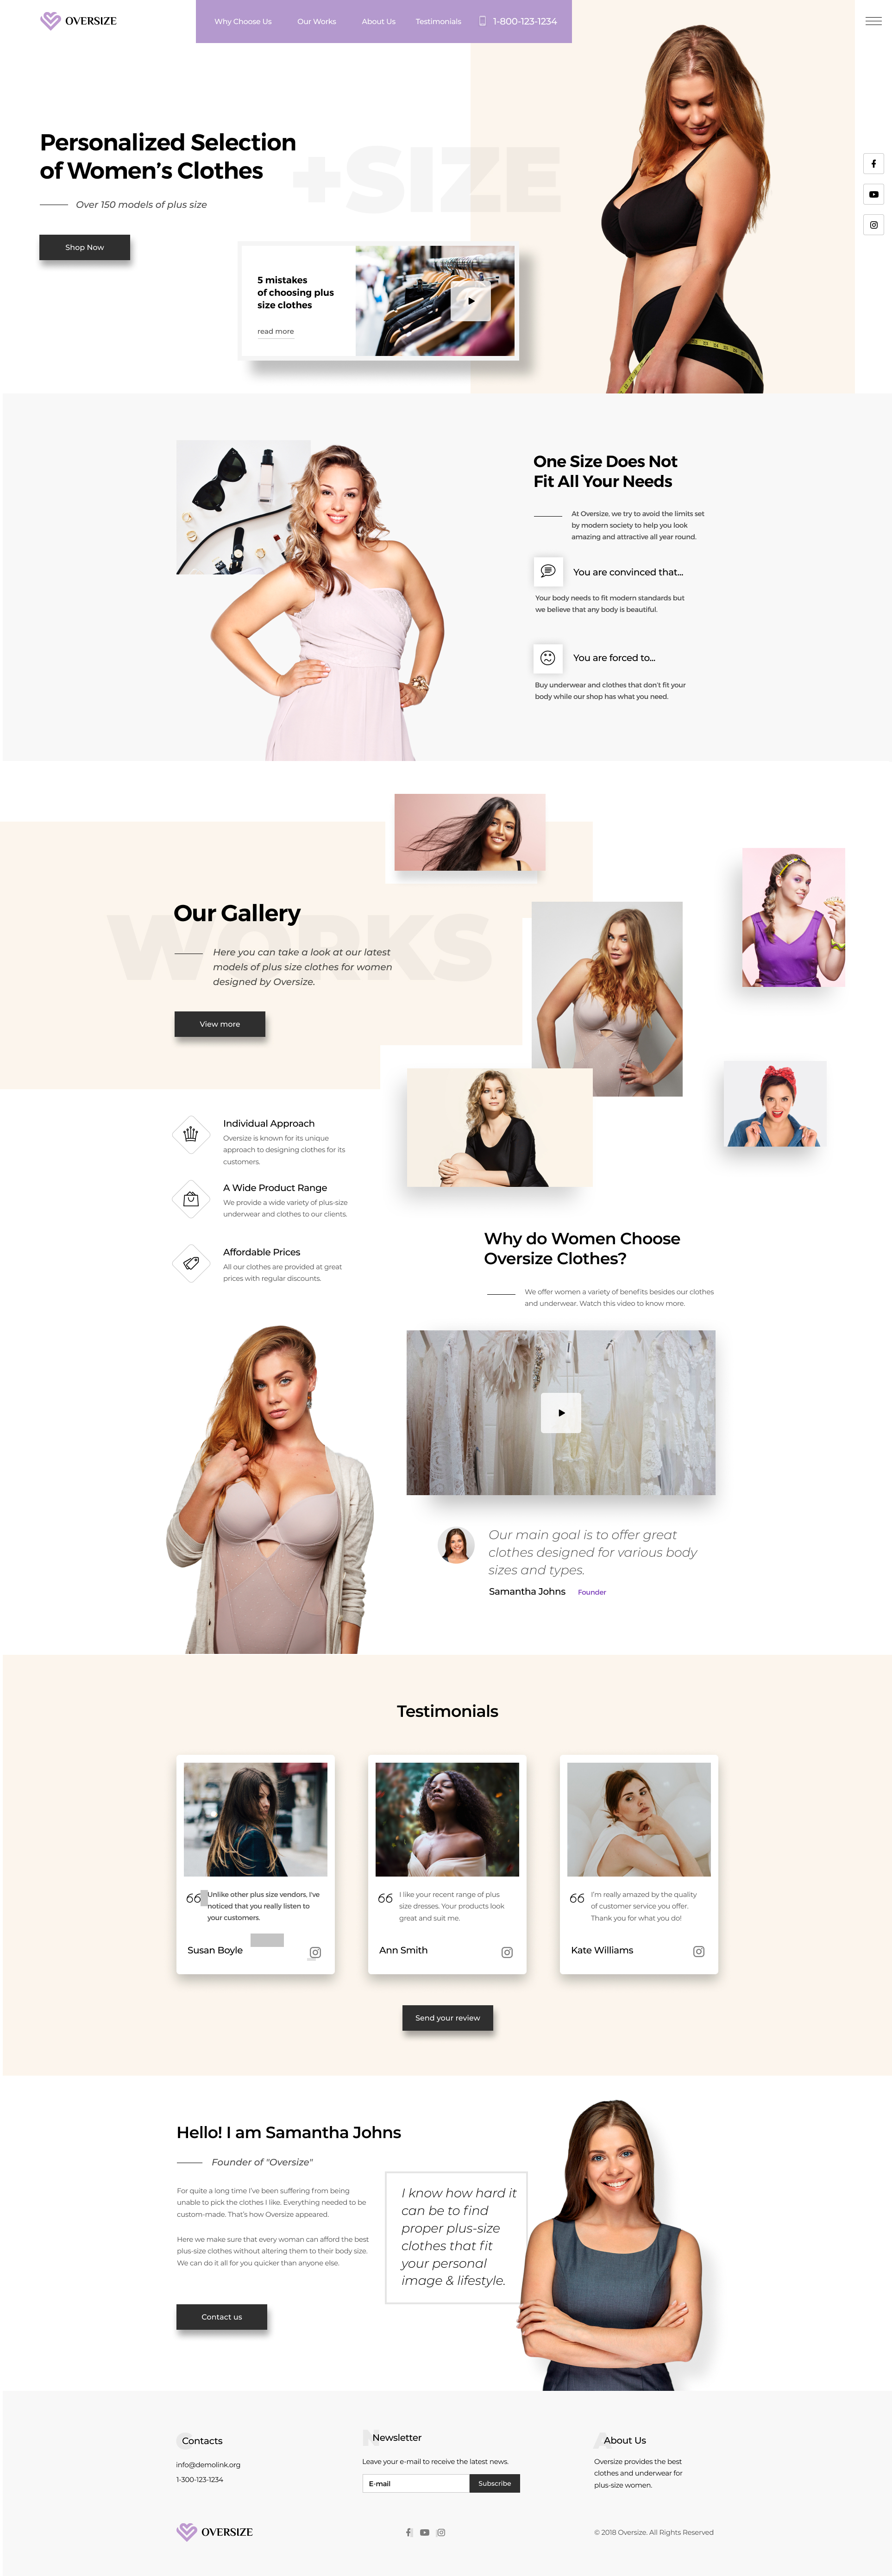 OVERSIZE
Why Choose Us
Our Works
About Us
Testimonials
1-800-123-1234
Personalized Selection
of Women's Clothes
+SIZE
Over 150 models of plus size
Shop Now
5 mistakes
of choosing plus
size clothes
read more
One Size Does Not
Fit All Your Needs
At Oversize, we try to avoid the limits set
by modern society to help you look
amazing and attractive all year round.
You are convinced that...
Your body needs to fit modern standards but
we believe that any body is beautiful.
You are forced to...
Buy underwear and clothes that don't fit your
body while our shop has what you need.
WORKS
Our Gallery
Here you can take a look at our latest
models of plus size clothes for women
designed by Oversize.
View more
Individual Approach
Oversize is known for its unique
approach to designing clothes for its
customers.
A Wide Product Range
We provide a wide variety of plus-size
underwear and clothes to our clients.
Affordable Prices
All our clothes are provided at great
prices with regular discounts.
Why do Women Choose
Oversize Clothes?
We offer women a variety of benefits besides our clothes
and underwear. Watch this video to know more.
Our main goal is to offer great
clothes designed for various body
sizes and types.
Samantha Johns Founder
Testimonials
Unlike other plus size vendors, I've
noticed that you really listen to
your customers.
Susan Boyle
I like your recent range of plus
size dresses. Your products look
great and suit me.
Ann Smith
I'm really amazed by the quality
of customer service you offer.
Thank you for what you do!
Kate Williams
Send your review
Hello! I am Samantha Johns
Founder of "Oversize"
For quite a long time I've been suffering from being
unable to pick the clothes I like. Everything needed to be
custom-made. That's how Oversize appeared.
Here we make sure that every woman can afford the best
plus-size clothes without altering them to their body size.
We can do it all for you quicker than anyone else.
Contact us
I know how hard it
can be to find
proper plus-size
clothes that fit
your personal
image & lifestyle.
C
Contacts
info@demolink.org
1-300-123-1234
N
Newsletter
Leave your e-mail to receive the latest news.
E-mail
Subscribe
A
About Us
Oversize provides the best
clothes and underwear for
plus-size women.
OVERSIZE
© 2018 Oversize. All Rights Reserved